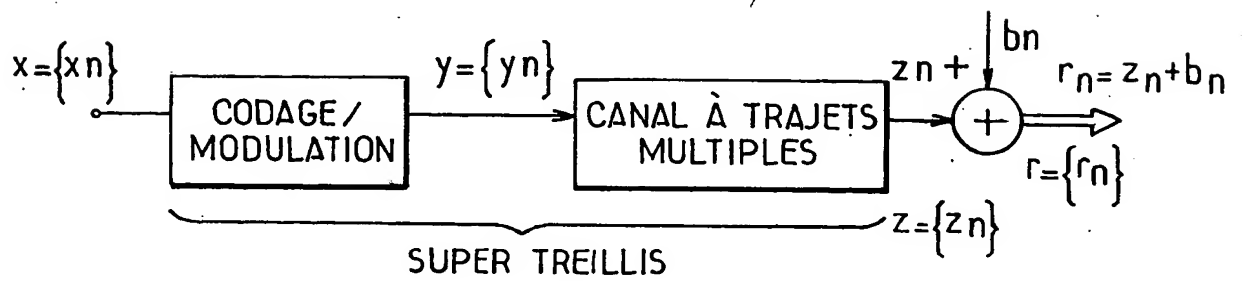 x={xn}
CODAGE/
MODULATION
y={yn}
CANAL À TRAJETS
MULTIPLES
zn +
bn
+
rn=zn+bn
r={rn}
z={zn}
SUPER TREILLIS